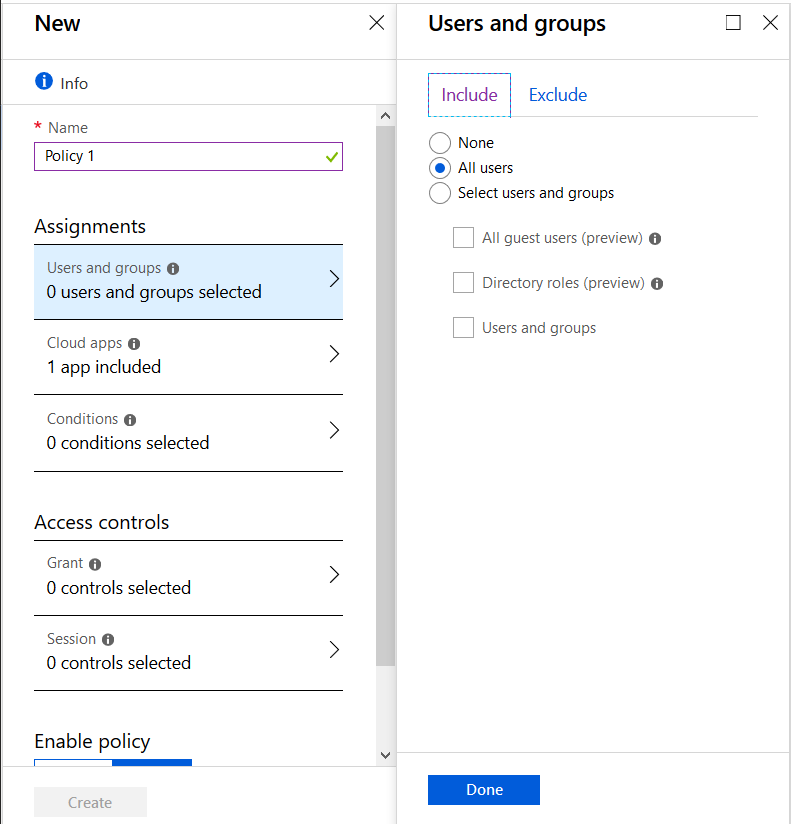 New
Info
* Name
Policy 1
Assignments
Users and groups
0 users and groups selected
Cloud apps
1 app included
Conditions
0 conditions selected
Access controls
Grant
0 controls selected
Session
0 controls selected
Enable policy
Create
Users and groups
Include Exclude
None
All users
Select users and groups
All guest users (preview)
Directory roles (preview)
Users and groups
Done